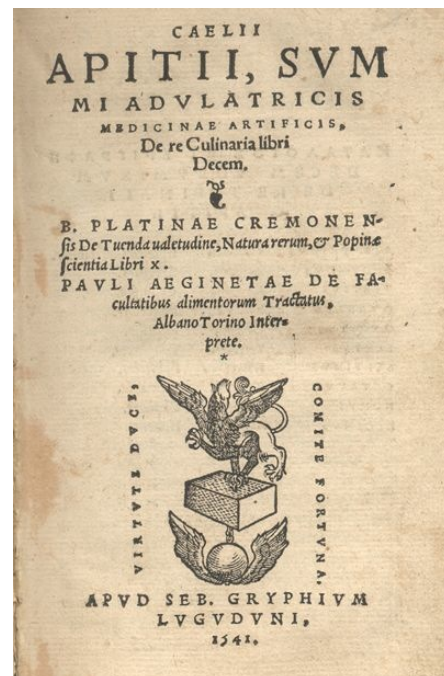 CAELII
APITII, SVM
MI ADVLATRICIS
MEDICINAE ARTIFICIS,
De re Culinaria libri
Decem.
B. PLATINAE CREMONEN-
sis De Tuenda ualetudine, Natura rerum, & Popinæ
scientia Libri x.
PAVLI AEGINETAE DE FA-
cultatibus alimentorum Tractatus,
Albano Torino Inter-
prete.
*
VIRTVTE DVCE,
COMITE FORTVNA.
APVD SEB. GRYPHIVM
LVGVDVNI,
1541.